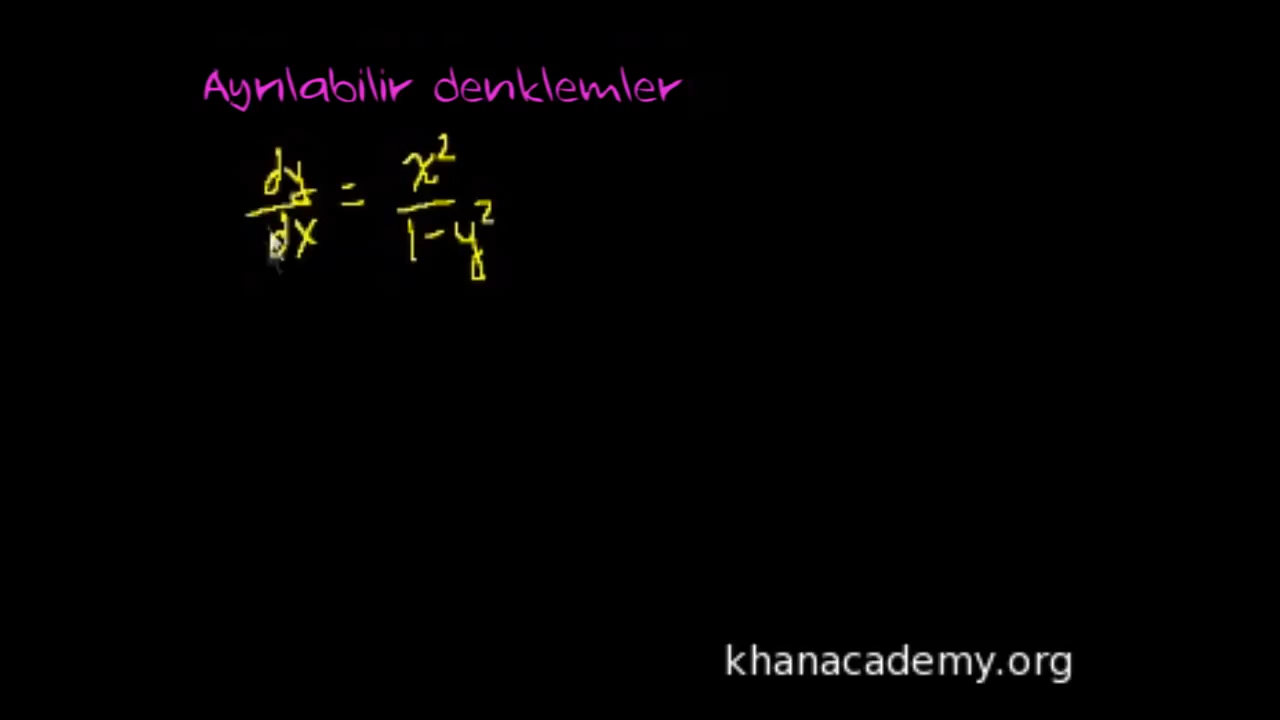 Ayrılabilir denklemler
dy/dx = x²/(1-y²)
khanacademy.org